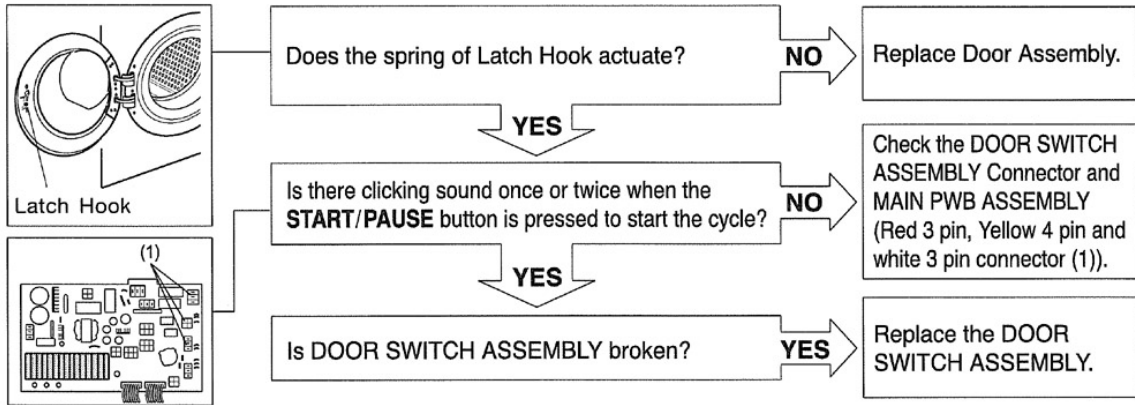 Latch Hook
Does the spring of Latch Hook actuate?
NO
Replace Door Assembly.
YES
(1)
Is there clicking sound once or twice when the
START/PAUSE button is pressed to start the cycle?
NO
Check the DOOR SWITCH
ASSEMBLY Connector and
MAIN PWB ASSEMBLY
(Red 3 pin, Yellow 4 pin and
white 3 pin connector (1)).
YES
Is DOOR SWITCH ASSEMBLY broken?
YES
Replace the DOOR
SWITCH ASSEMBLY.